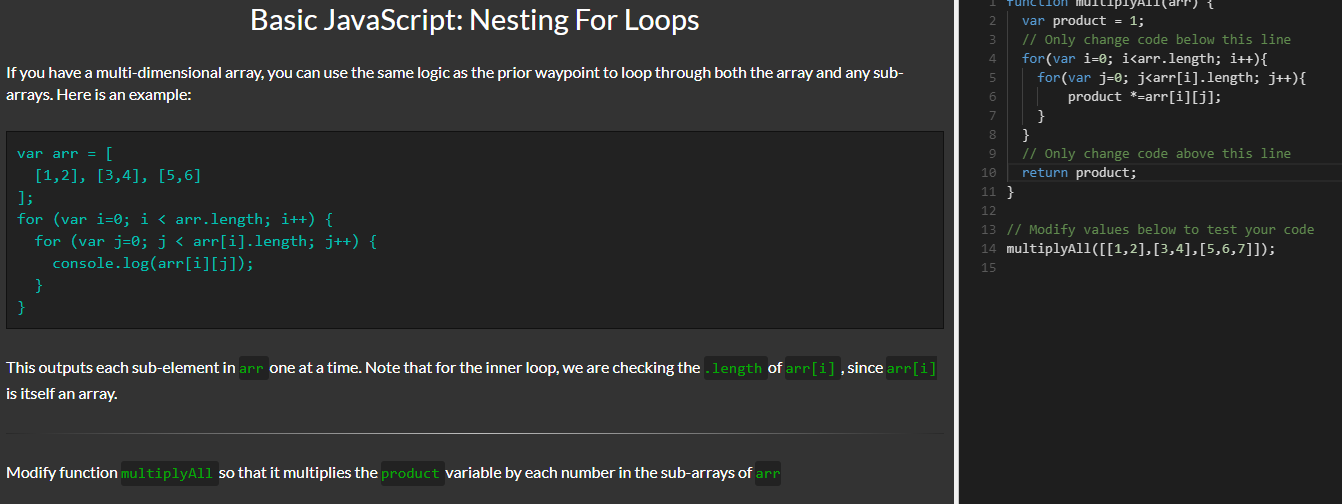 Basic JavaScript: Nesting For Loops
If you have a multi-dimensional array, you can use the same logic as the prior waypoint to loop through both the array and any sub-
arrays. Here is an example:
var arr = [
  [1,2], [3,4], [5,6]
];
for (var i=0; i < arr.length; i++) {
  for (var j=0; j < arr[i].length; j++) {
    console.log(arr[i][j]);
  }
}
This outputs each sub-element in arr one at a time. Note that for the inner loop, we are checking the .length of arr[i] , since arr[i]
is itself an array.
Modify function multiplyAll so that it multiplies the product variable by each number in the sub-arrays of arr
1 function multiplyAll(arr) {
2   var product = 1;
3   // Only change code below this line
4   for(var i=0; i<arr.length; i++){
5     for(var j=0; j<arr[i].length; j++){
6         product *=arr[i][j];
7     }
8   }
9   // Only change code above this line
10   return product;
11 }
12
13 // Modify values below to test your code
14 multiplyAll([[1,2],[3,4],[5,6,7]]);
15